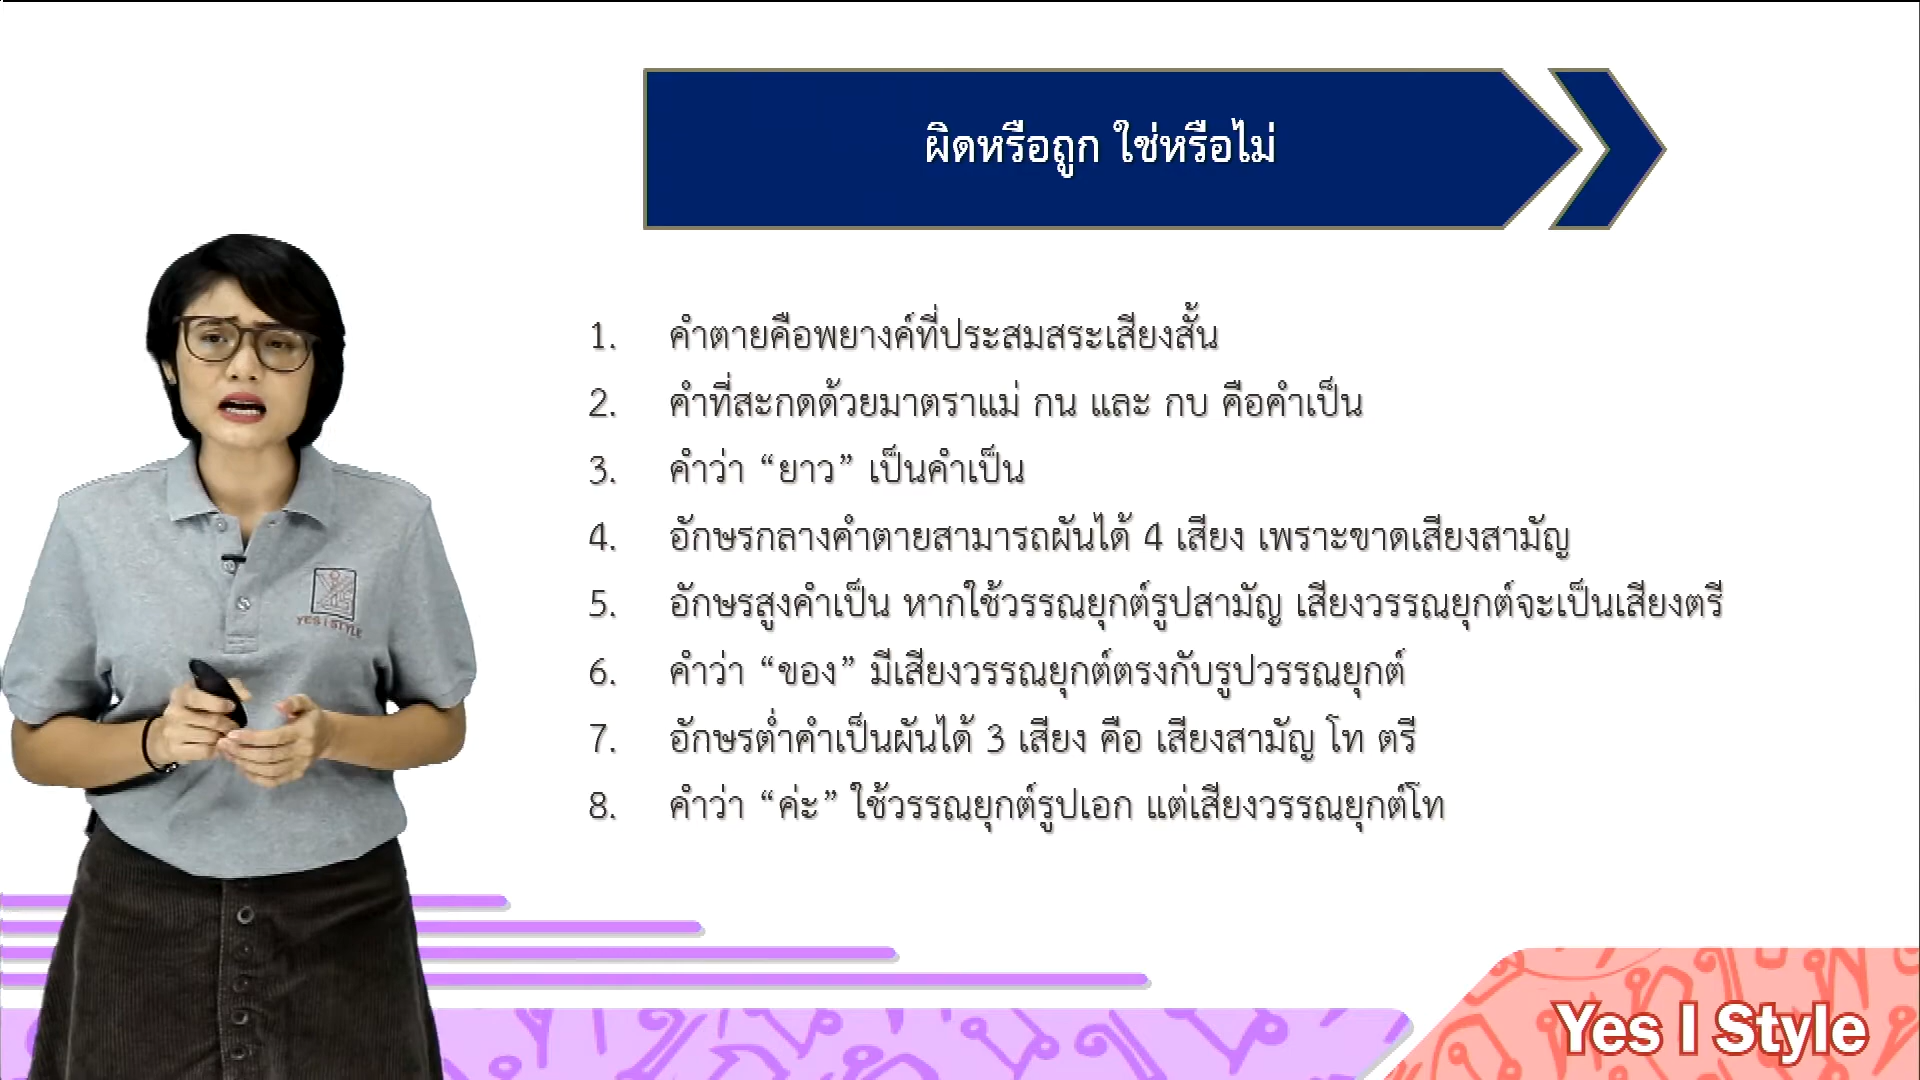 ผิดหรือถูก ใช่หรือไม่
1. คำตายคือพยางค์ที่ประสมสระเสียงสั้น
2. คำที่สะกดด้วยมาตราแม่ กน และ กบ คือคำเป็น
3. คำว่า “ยาว” เป็นคำเป็น
4. อักษรกลางคำตายสามารถผันได้ 4 เสียง เพราะขาดเสียงสามัญ
5. อักษรสูงคำเป็น หากใช้วรรณยุกต์รูปสามัญ เสียงวรรณยุกต์จะเป็นเสียงตรี
6. คำว่า “ของ” มีเสียงวรรณยุกต์ตรงกับรูปวรรณยุกต์
7. อักษรต่ำคำเป็นผันได้ 3 เสียง คือ เสียงสามัญ โท ตรี
8. คำว่า “ค่ะ” ใช้วรรณยุกต์รูปเอก แต่เสียงวรรณยุกต์โท
YES I STYLE
Yes I Style